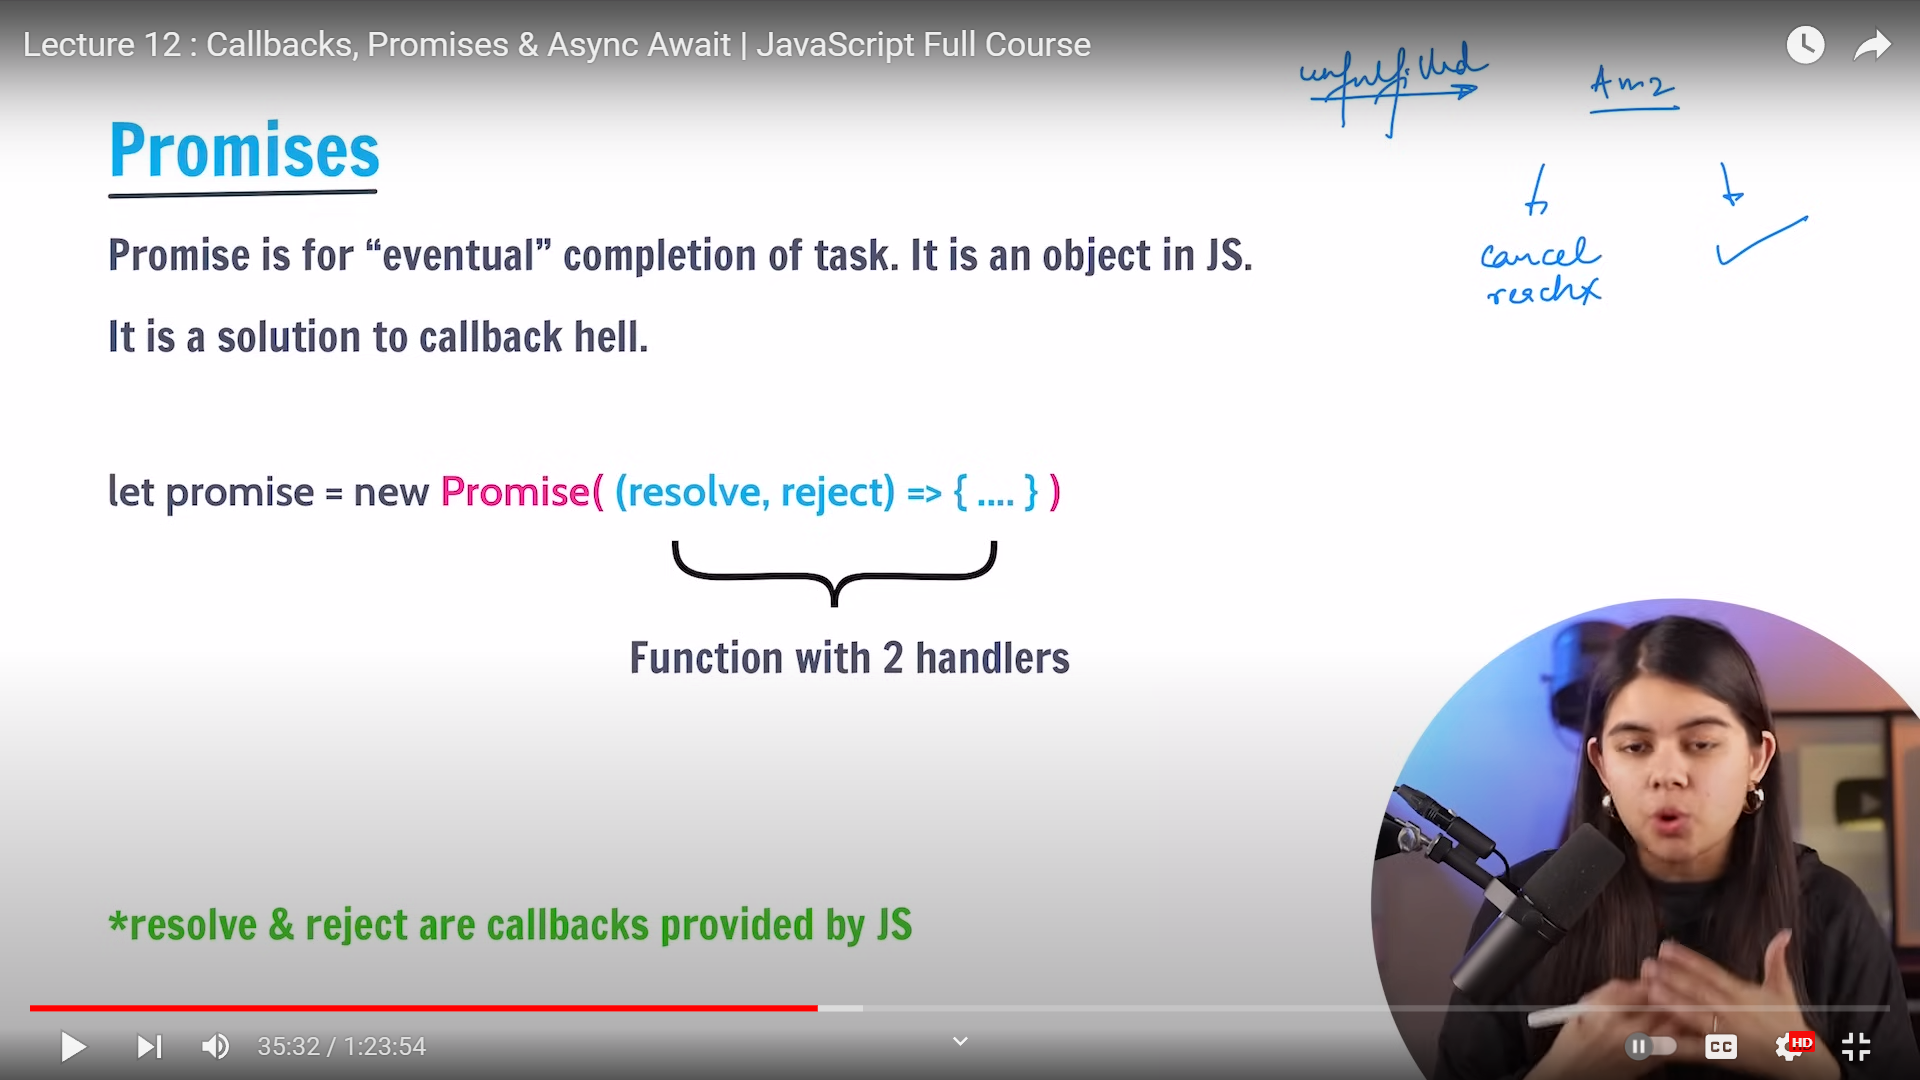 Lecture 12 : Callbacks, Promises & Async Await | JavaScript Full Course
unfulfilled
Amz
Promises
Promise is for “eventual” completion of task. It is an object in JS.
cancel
It is a solution to callback hell.
let promise = new Promise( (resolve, reject) => { .... } )
Function with 2 handlers
*resolve & reject are callbacks provided by JS
35:32 / 1:23:54
CC
HD